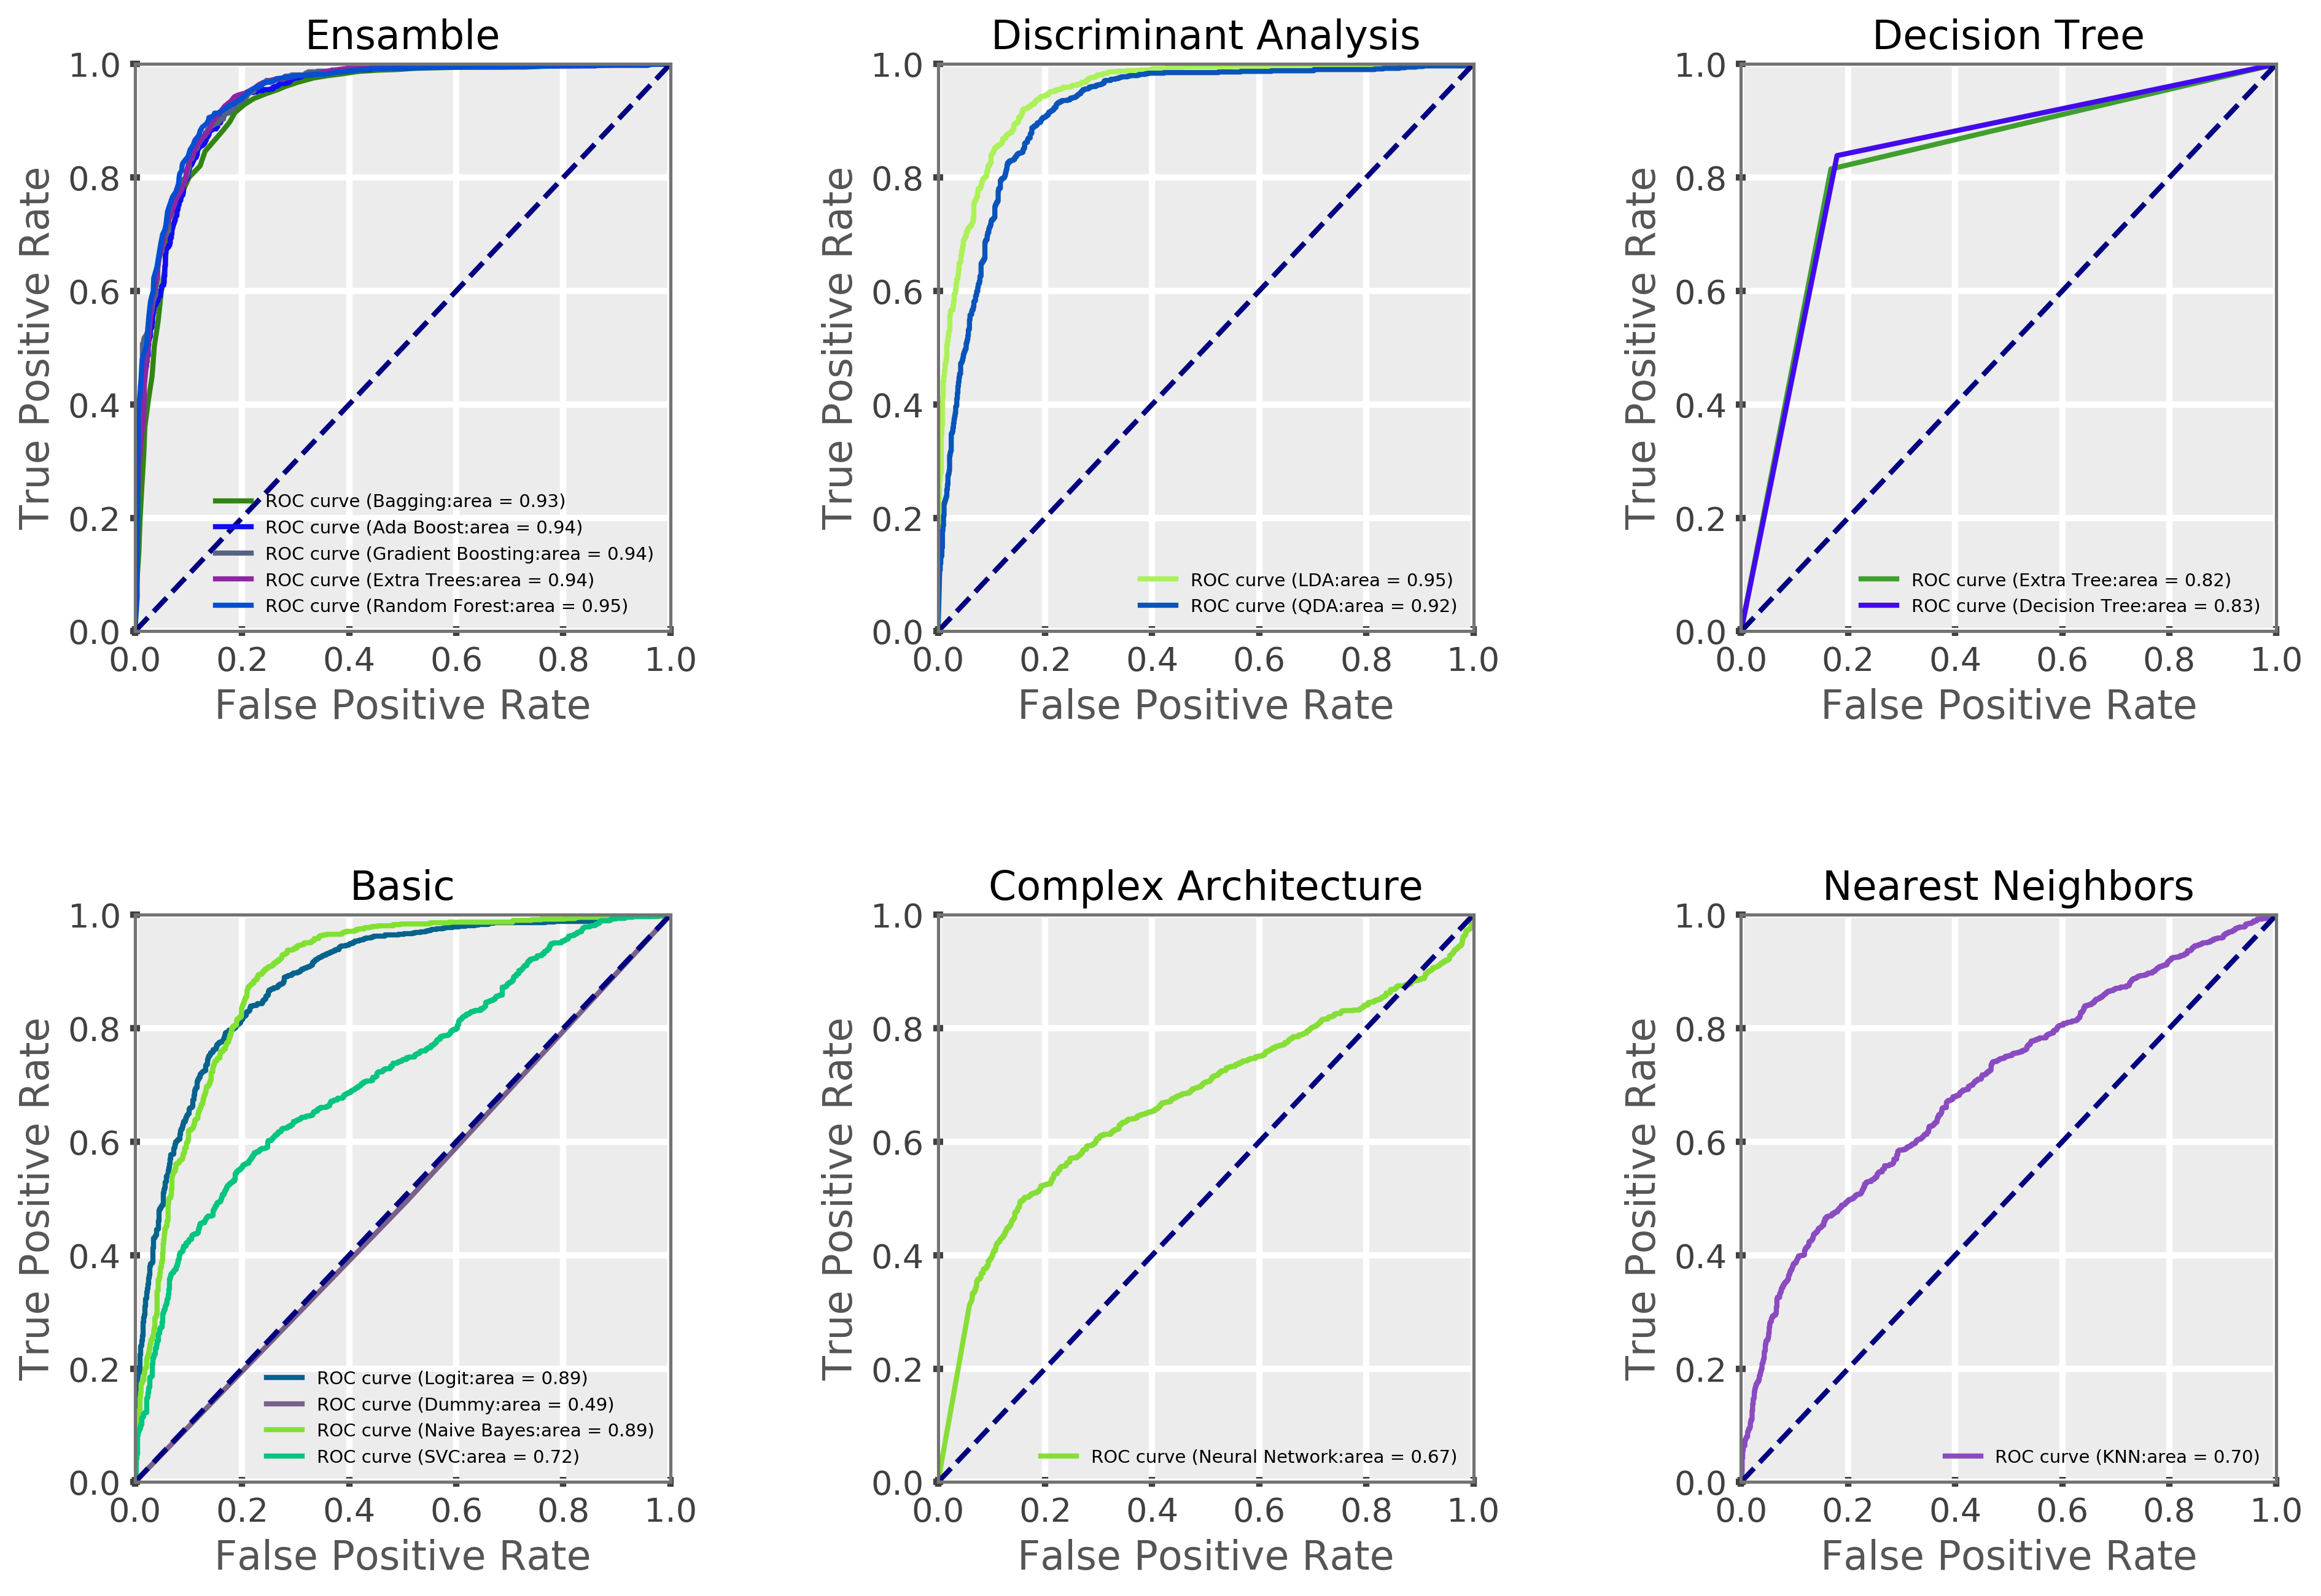 Ensamble
True Positive Rate
1.0
0.8
0.6
0.4
0.2
0.0
ROC curve (Bagging:area = 0.93)
ROC curve (Ada Boost:area = 0.94)
ROC curve (Gradient Boosting:area = 0.94)
ROC curve (Extra Trees:area = 0.94)
ROC curve (Random Forest:area = 0.95)
0.0 0.2 0.4 0.6 0.8 1.0
False Positive Rate
Discriminant Analysis
True Positive Rate
1.0
0.8
0.6
0.4
0.2
0.0
ROC curve (LDA:area = 0.95)
ROC curve (QDA:area = 0.92)
0.0 0.2 0.4 0.6 0.8 1.0
False Positive Rate
Decision Tree
True Positive Rate
1.0
0.8
0.6
0.4
0.2
0.0
ROC curve (Extra Tree:area = 0.82)
ROC curve (Decision Tree:area = 0.83)
0.0 0.2 0.4 0.6 0.8 1.0
False Positive Rate
Basic
True Positive Rate
1.0
0.8
0.6
0.4
0.2
0.0
ROC curve (Logit:area = 0.89)
ROC curve (Dummy:area = 0.49)
ROC curve (Naive Bayes:area = 0.89)
ROC curve (SVC:area = 0.72)
0.0 0.2 0.4 0.6 0.8 1.0
False Positive Rate
Complex Architecture
True Positive Rate
1.0
0.8
0.6
0.4
0.2
0.0
ROC curve (Neural Network:area = 0.67)
0.0 0.2 0.4 0.6 0.8 1.0
False Positive Rate
Nearest Neighbors
True Positive Rate
1.0
0.8
0.6
0.4
0.2
0.0
ROC curve (KNN:area = 0.70)
0.0 0.2 0.4 0.6 0.8 1.0
False Positive Rate